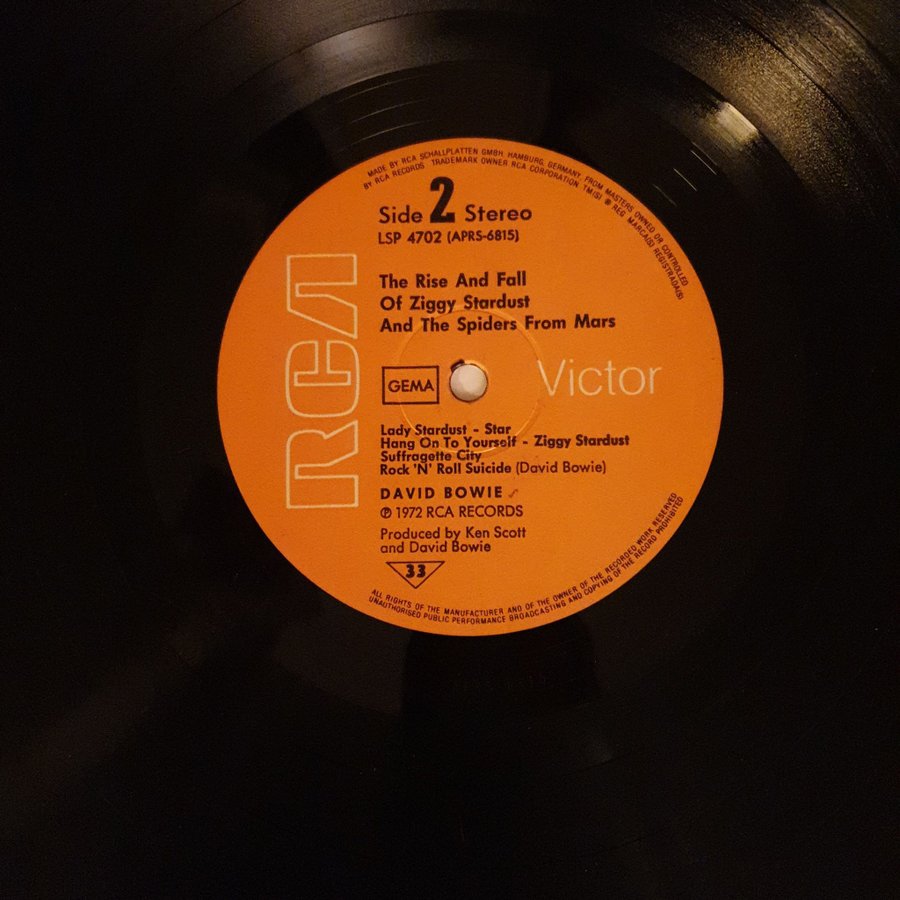 MADE BY RCA SCHALLPLATTEN GMBH, HAMBURG, GERMANY, FROM MASTERS OWNED OR CONTROLLED
BY RCA RECORDS TRADEMARK OWNER RCA CORPORATION TM(S) ® REG MARCA(S) REGISTRADA(S)
Side 2 Stereo
LSP 4702 (APRS-6815)
The Rise And Fall
Of Ziggy Stardust
And The Spiders From Mars
RCA
GEMA
Victor
Lady Stardust - Star
Hang On To Yourself - Ziggy Stardust
Suffragette City
Rock 'N' Roll Suicide (David Bowie)
DAVID BOWIE
℗ 1972 RCA RECORDS
Produced by Ken Scott
and David Bowie
33
ALL RIGHTS OF THE MANUFACTURER AND OF THE OWNER OF THE RECORDED WORK RESERVED
UNAUTHORISED PUBLIC PERFORMANCE BROADCASTING AND COPYING OF THE RECORD PROHIBITED